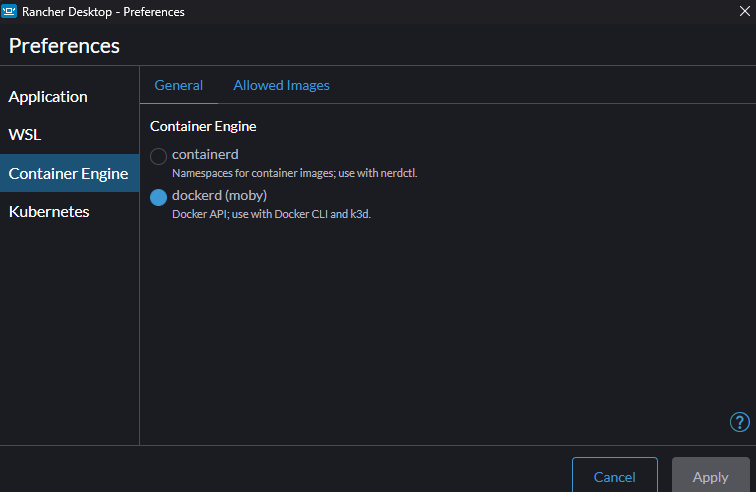 Rancher Desktop - Preferences
Preferences
Application
WSL
Container Engine
Kubernetes
General
Allowed Images
Container Engine
containerd
Namespaces for container images; use with nerdctl.
dockerd (moby)
Docker API; use with Docker CLI and k3d.
?
Cancel
Apply